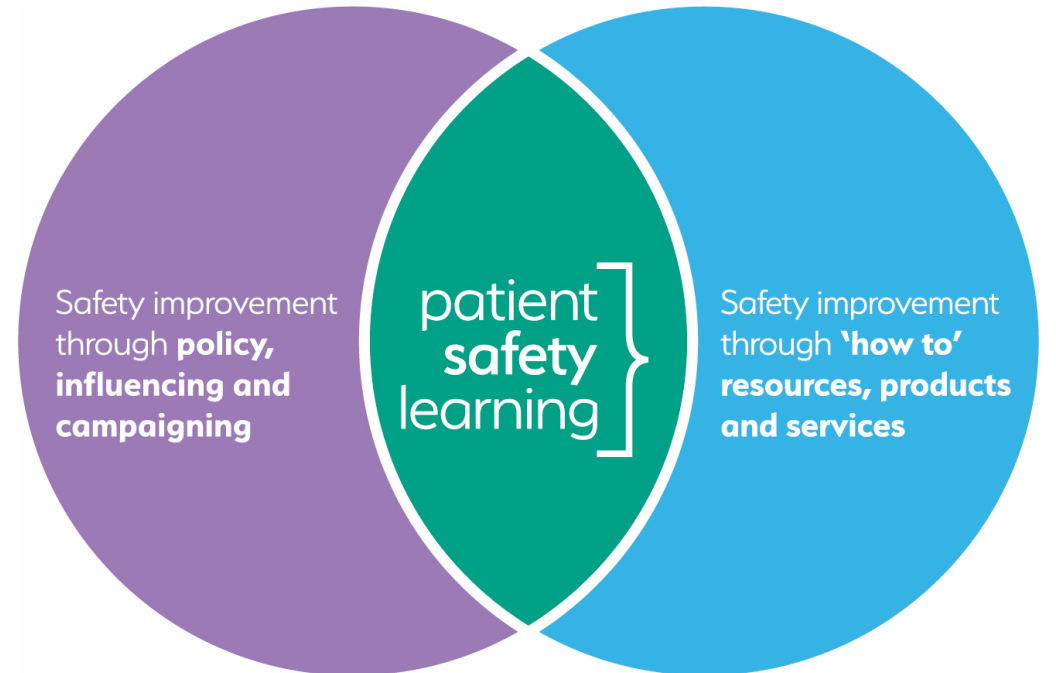 Safety improvement
through policy,
influencing and
campaigning
patient
safety
learning
Safety improvement
through ‘how to’
resources, products
and services